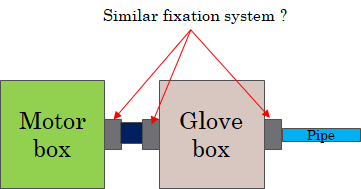 Similar fixation system ?
Motor
box
Glove
box
Pipe